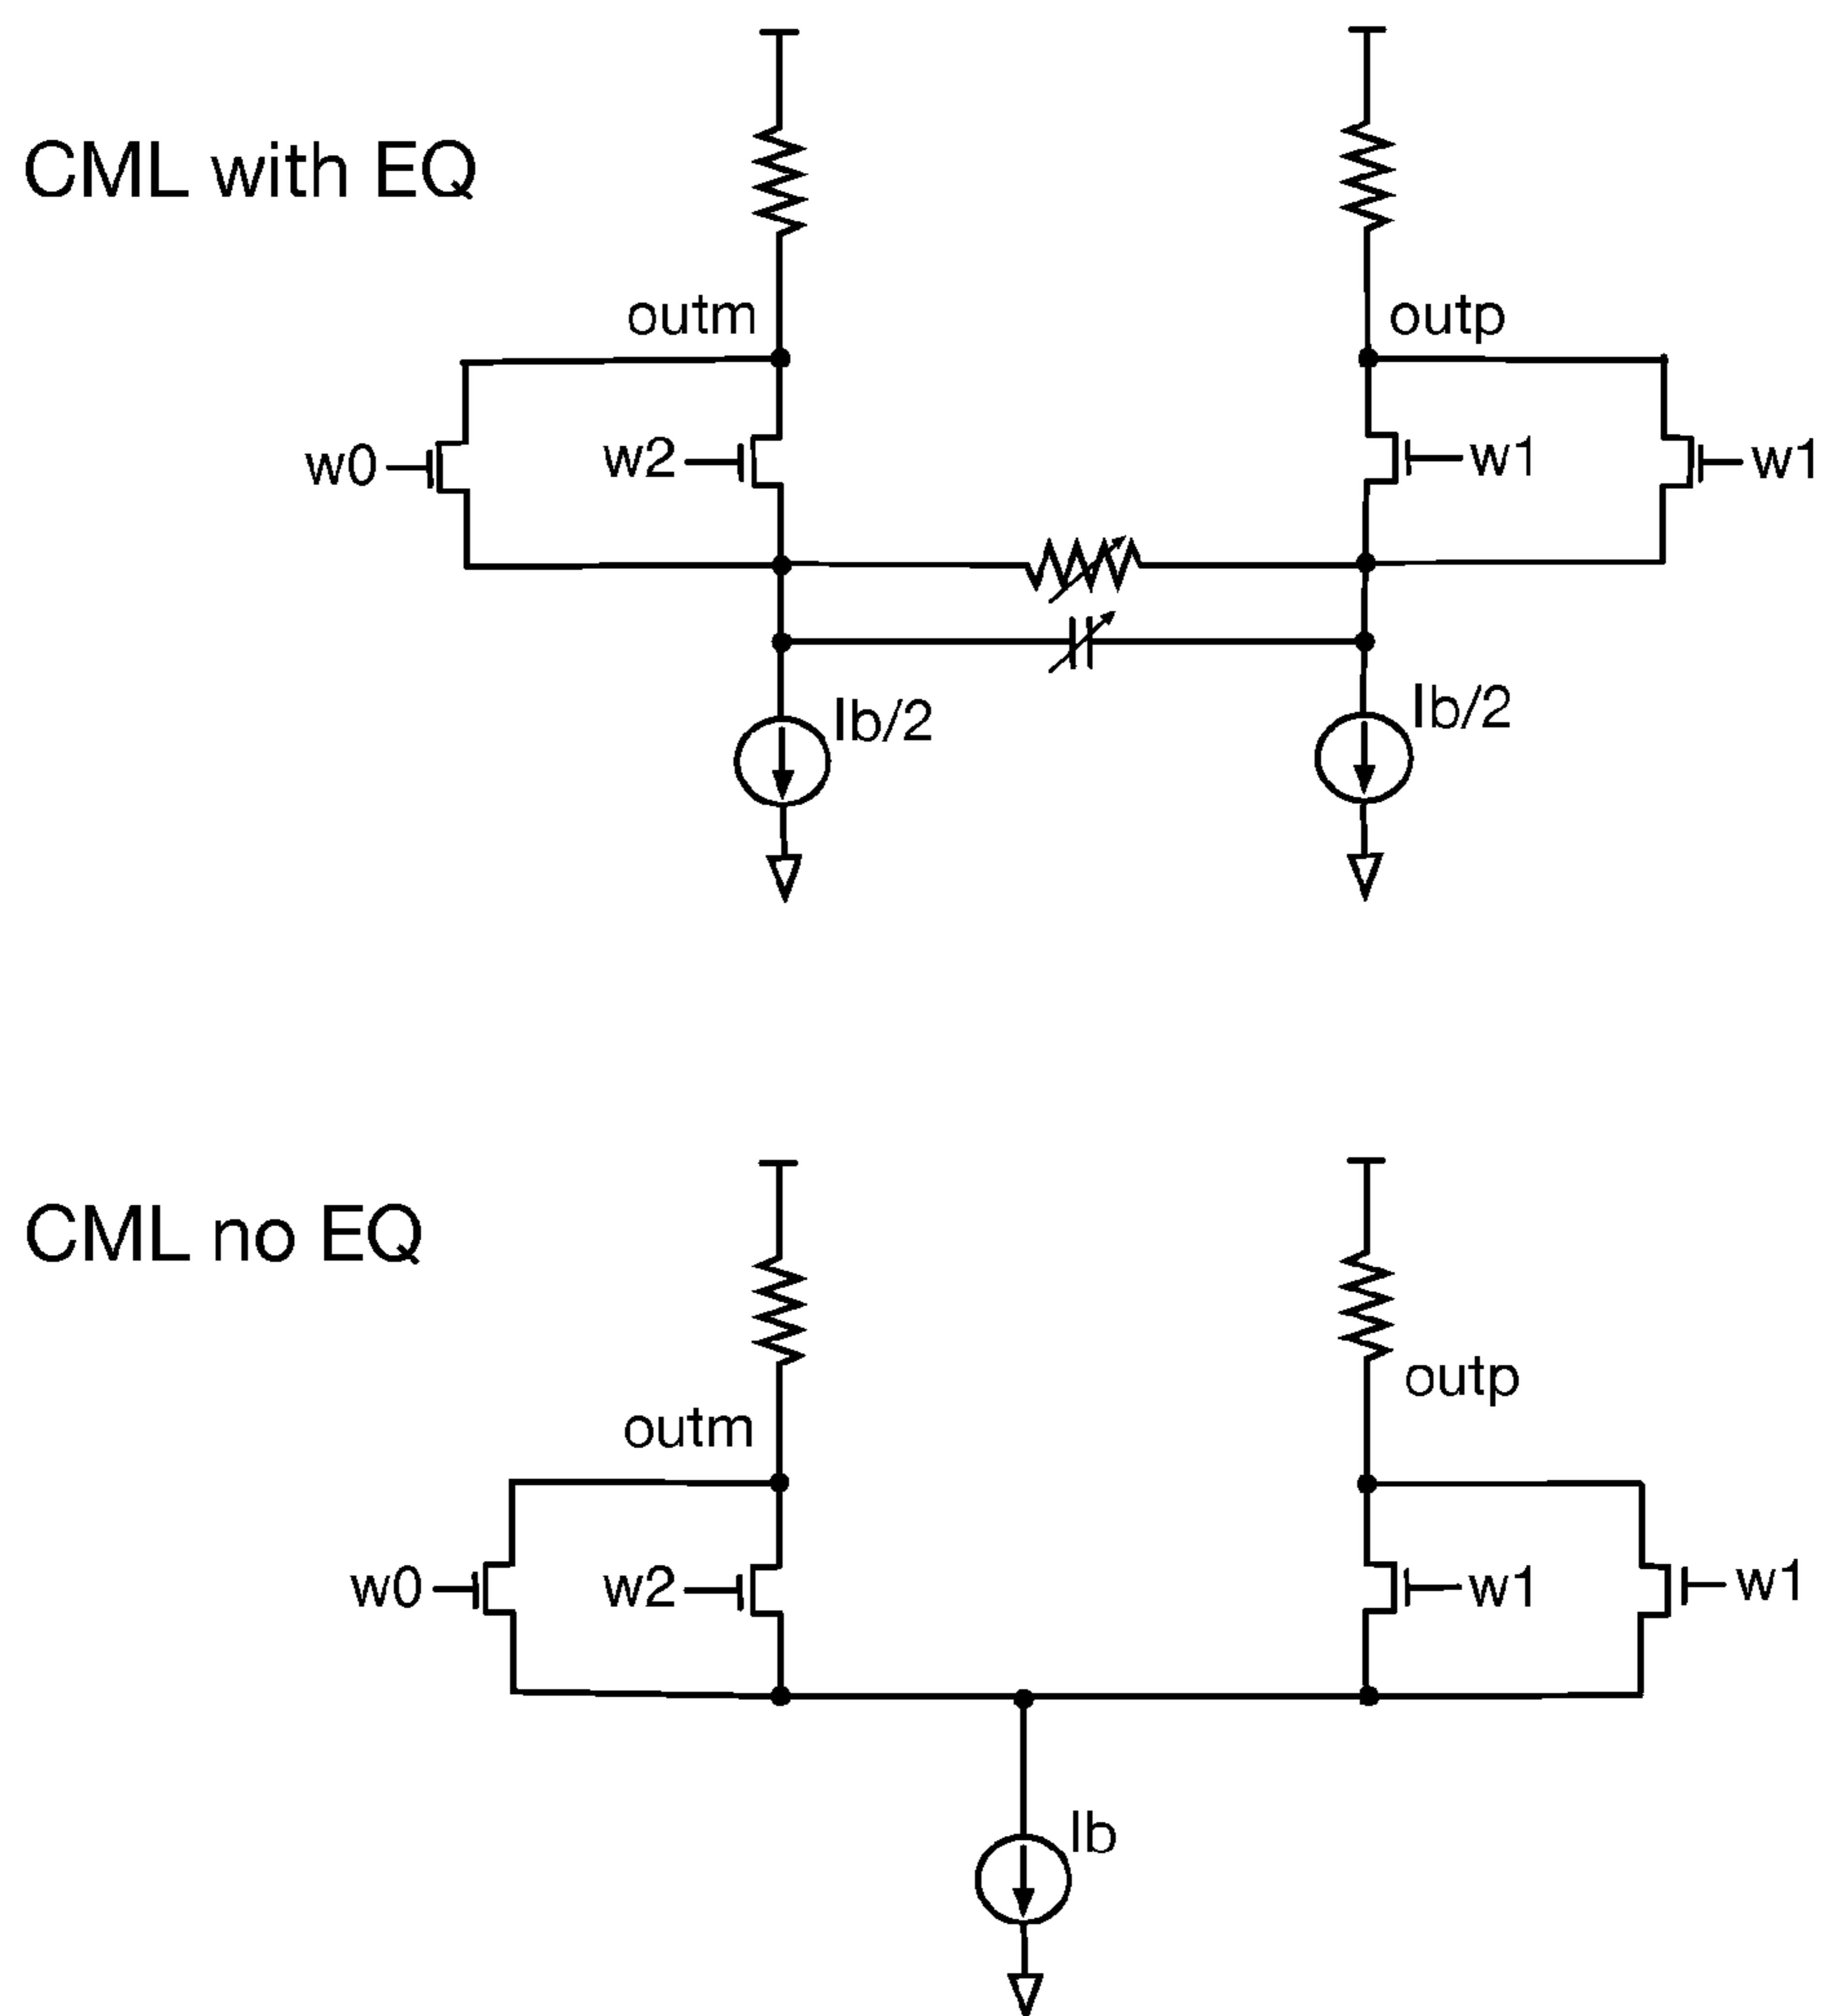 CML with EQ
outm
outp
w0
w2
w1
w1
Ib/2
Ib/2
CML no EQ
outm
outp
w0
w2
w1
w1
Ib